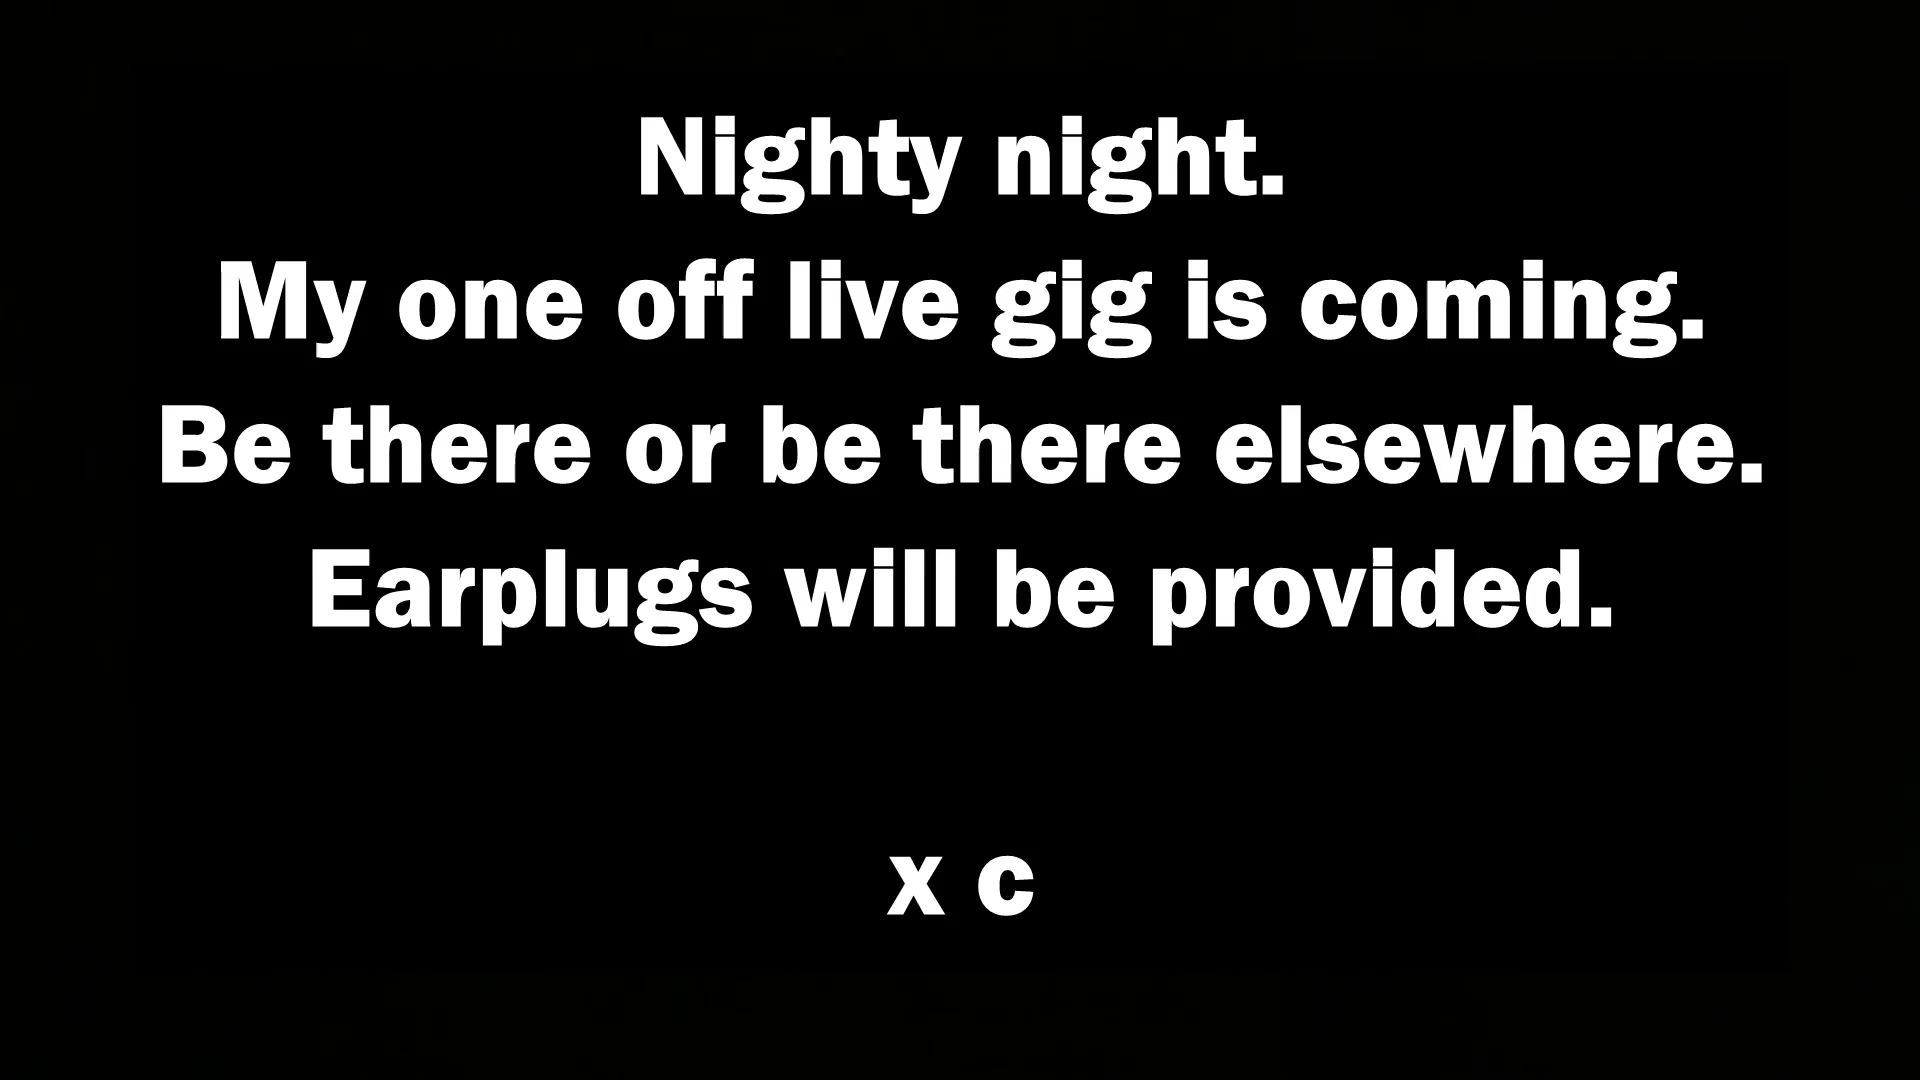 Nighty night.
My one off live gig is coming.
Be there or be there elsewhere.
Earplugs will be provided.
x c